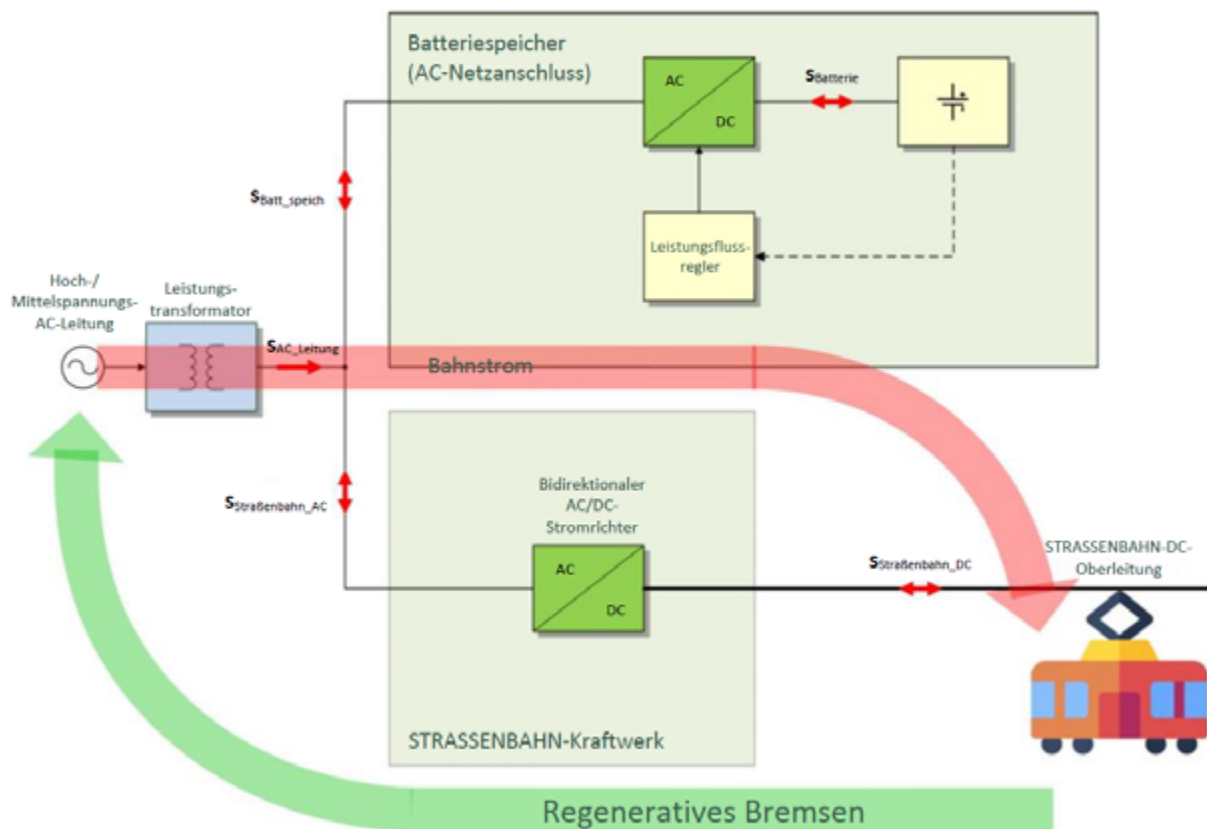 Batteriespeicher
(AC-Netzanschluss)
AC
DC
SBatterie
SBatt_speich
Leistungsfluss-
regler
Hoch-/
Mittelspannungs-
AC-Leitung
Leistungs-
transformator
SAC_Leitung
Bahnstrom
SStraßenbahn_AC
Bidirektionaler
AC/DC-
Stromrichter
AC
DC
SStraßenbahn_DC
STRASSENBAHN-DC-
Oberleitung
STRASSENBAHN-Kraftwerk
Regeneratives Bremsen